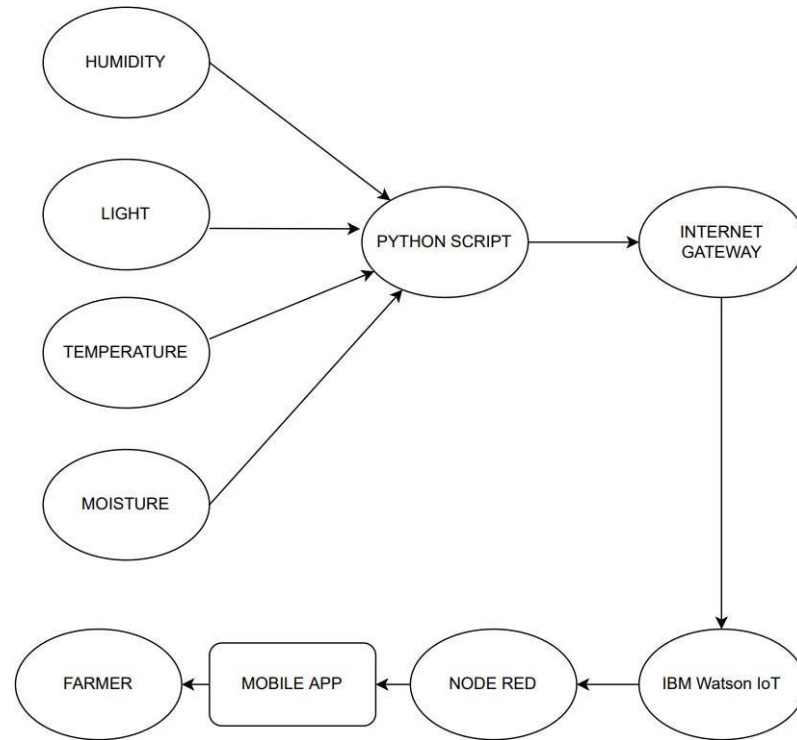 HUMIDITY
LIGHT
PYTHON SCRIPT
INTERNET
GATEWAY
TEMPERATURE
MOISTURE
FARMER
MOBILE APP
NODE RED
IBM Watson IoT